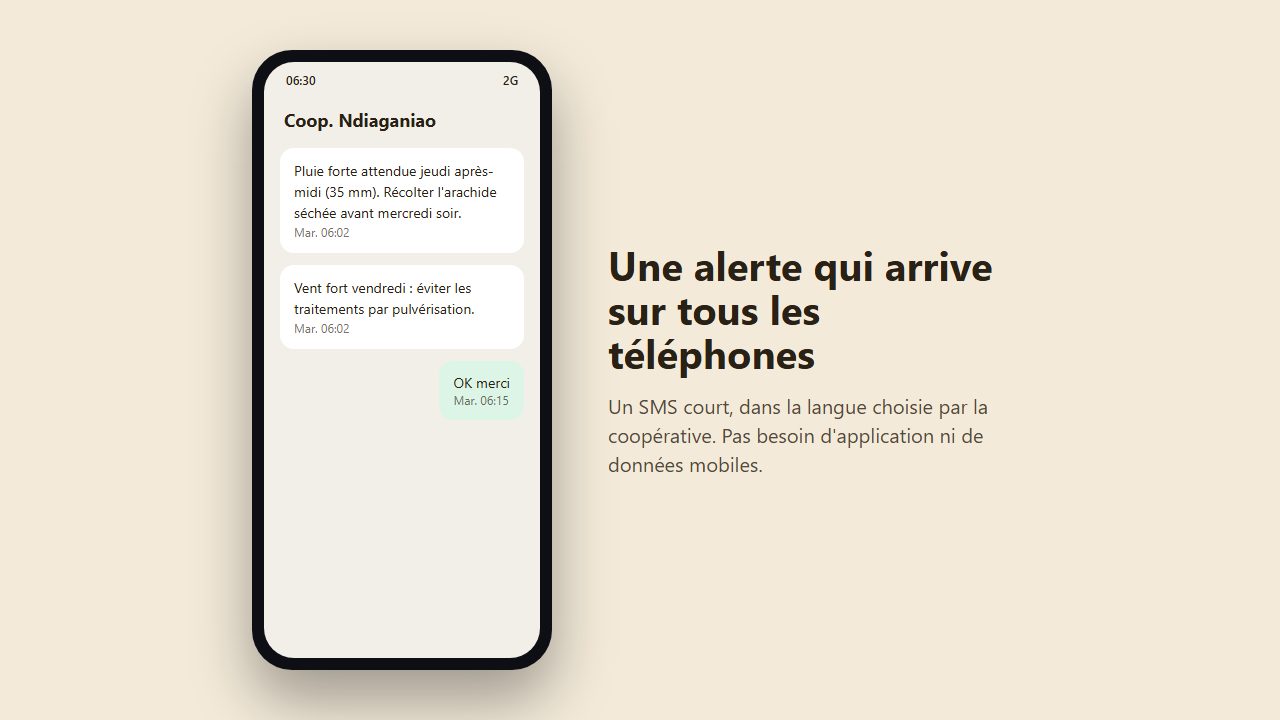 06:30 2G
Coop. Ndiaganiao
Pluie forte attendue jeudi après-
midi (35 mm). Récolter l'arachide
séchée avant mercredi soir.
Mar. 06:02
Vent fort vendredi : éviter les
traitements par pulvérisation.
Mar. 06:02
OK merci
Mar. 06:15
Une alerte qui arrive
sur tous les
téléphones
Un SMS court, dans la langue choisie par la
coopérative. Pas besoin d'application ni de
données mobiles.